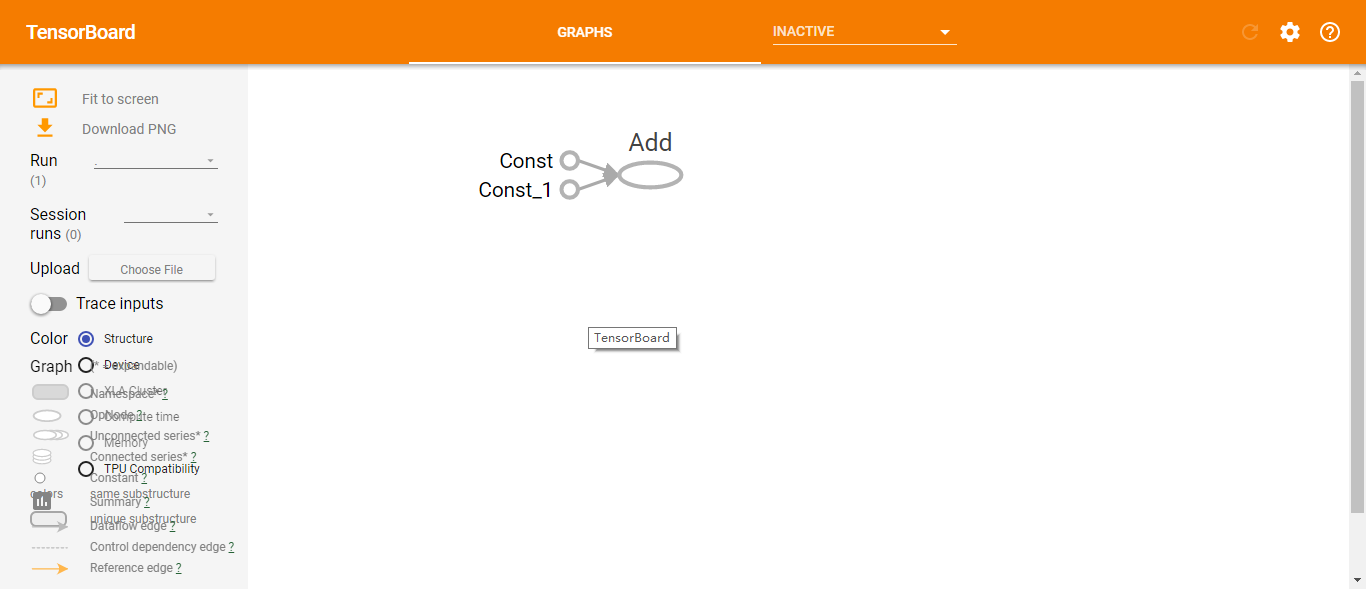 TensorBoard
GRAPHS
INACTIVE
Fit to screen
Download PNG
Run
(1)
.
Session
runs (0)
Upload
Choose File
Trace inputs
Color
Structure
Device
XLA Cluster
Compute time
Memory
TPU Compatibility
colors
same substructure
unique substructure
Graph
(* = expandable)
Namespace* ?
OpNode ?
Unconnected series* ?
Connected series* ?
Constant ?
Summary ?
Dataflow edge ?
Control dependency edge ?
Reference edge ?
Add
Const
Const_1
TensorBoard